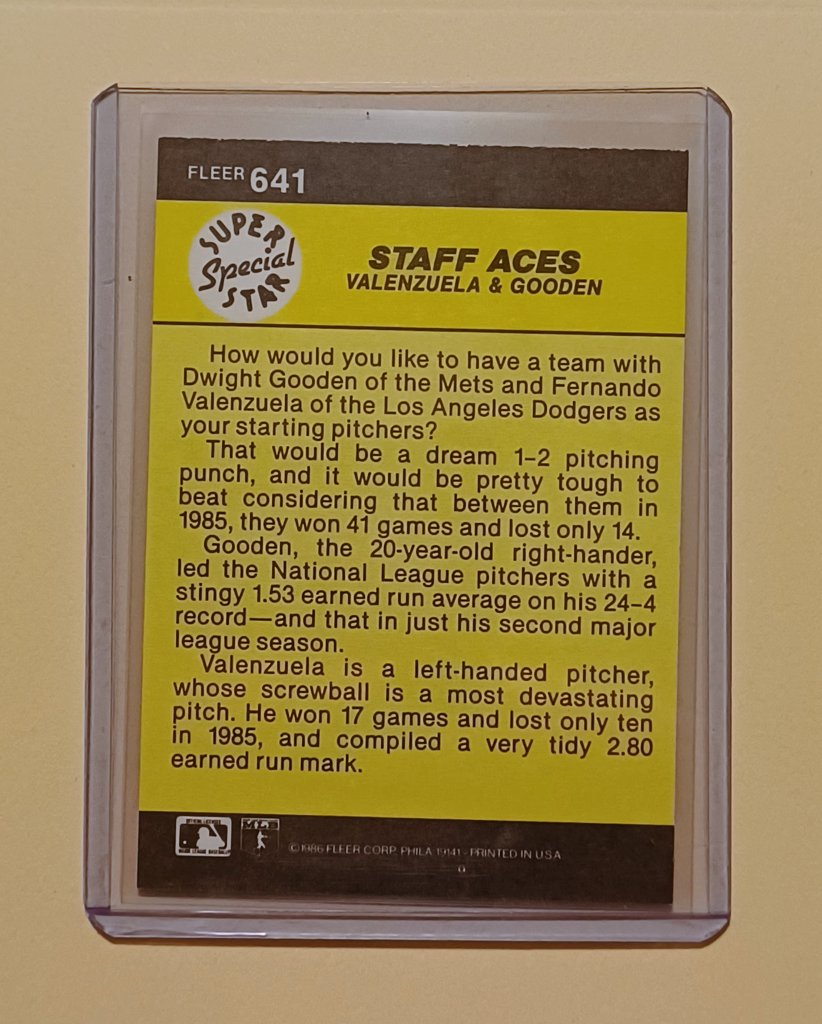 FLEER 641
SUPER
Special
STAR
STAFF ACES
VALENZUELA & GOODEN
How would you like to have a team with
Dwight Gooden of the Mets and Fernando
Valenzuela of the Los Angeles Dodgers as
your starting pitchers?
That would be a dream 1–2 pitching
punch, and it would be pretty tough to
beat considering that between them in
1985, they won 41 games and lost only 14.
Gooden, the 20-year-old right-hander,
led the National League pitchers with a
stingy 1.53 earned run average on his 24–4
record—and that in just his second major
league season.
Valenzuela is a left-handed pitcher,
whose screwball is a most devastating
pitch. He won 17 games and lost only ten
in 1985, and compiled a very tidy 2.80
earned run mark.
OFFICIAL LICENSEE
MAJOR LEAGUE BASEBALL
©1986 FLEER CORP. PHILA 19141 - PRINTED IN U.S.A